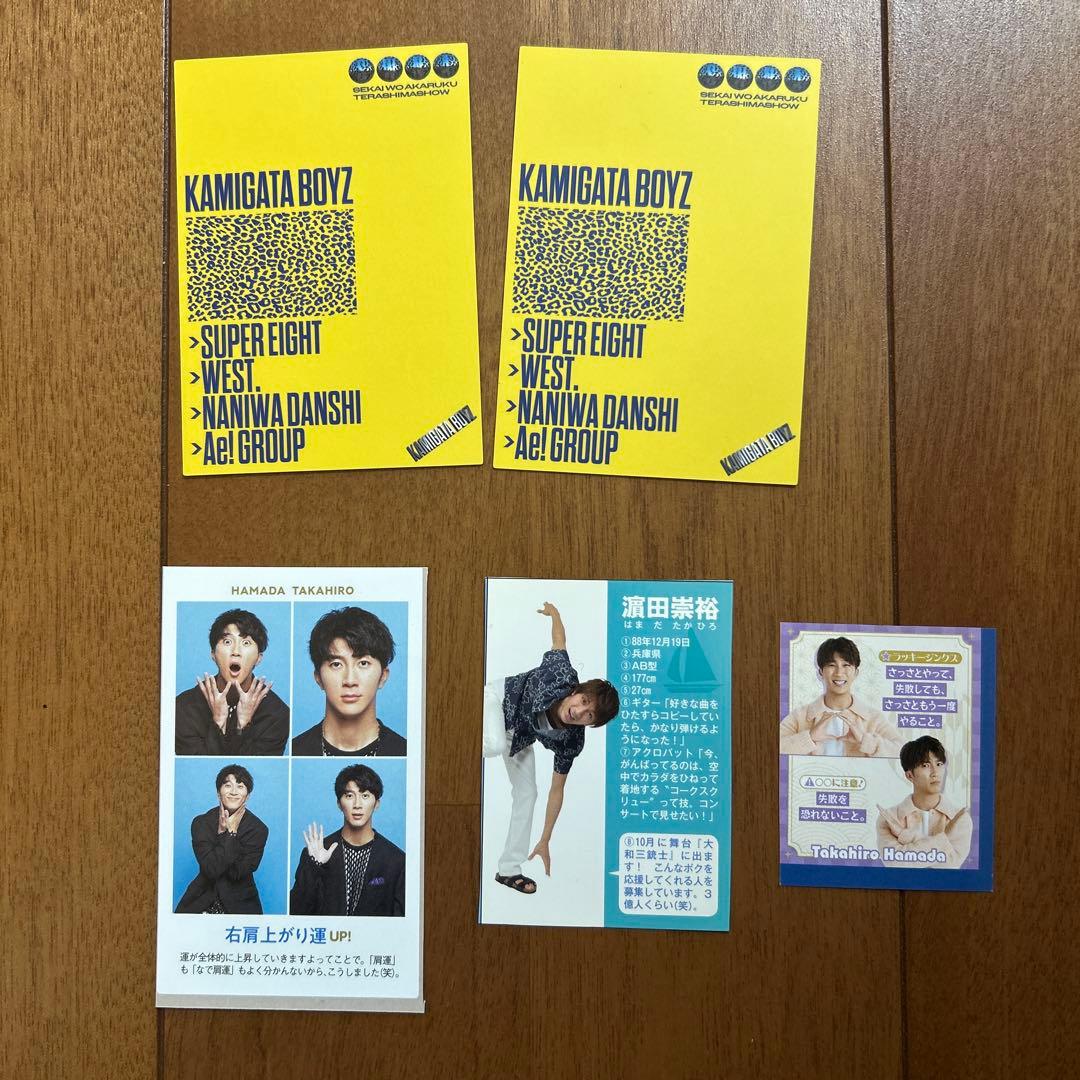 SEKAI WO AKARUKU
TERASHIMASHOW
KAMIGATA BOYZ
>SUPER EIGHT
>WEST.
>NANIWA DANSHI
>Ae! GROUP
KAMIGATA BOYZ
SEKAI WO AKARUKU
TERASHIMASHOW
KAMIGATA BOYZ
>SUPER EIGHT
>WEST.
>NANIWA DANSHI
>Ae! GROUP
KAMIGATA BOYZ
HAMADA TAKAHIRO
右肩上がり運UP!
運が全体的に上昇していきますよってことで。「肩運」
も「なで肩運」もよく分かんないから、こうしました(笑)。
濵田崇裕
はまだたかひろ
①88年12月19日
②兵庫県
③AB型
④177cm
⑤27cm
⑥ギター「好きな曲を
ひたすらコピーしてい
たら、かなり弾けるよ
うになった!」
⑦アクロバット「今、
がんばってるのは、空
中でカラダをひねって
着地する“コークスク
リュー”って技。コン
サートで見せたい!」
⑧10月に舞台『大
和三銃士』に出ま
す! こんなボクを
応援してくれる人を
募集しています。3
億人くらい(笑)。
ラッキージンクス
さっさとやって、
失敗しても、
さっさともう一度
やること。
○○に注意!
失敗を
恐れないこと。
Takahiro Hamada